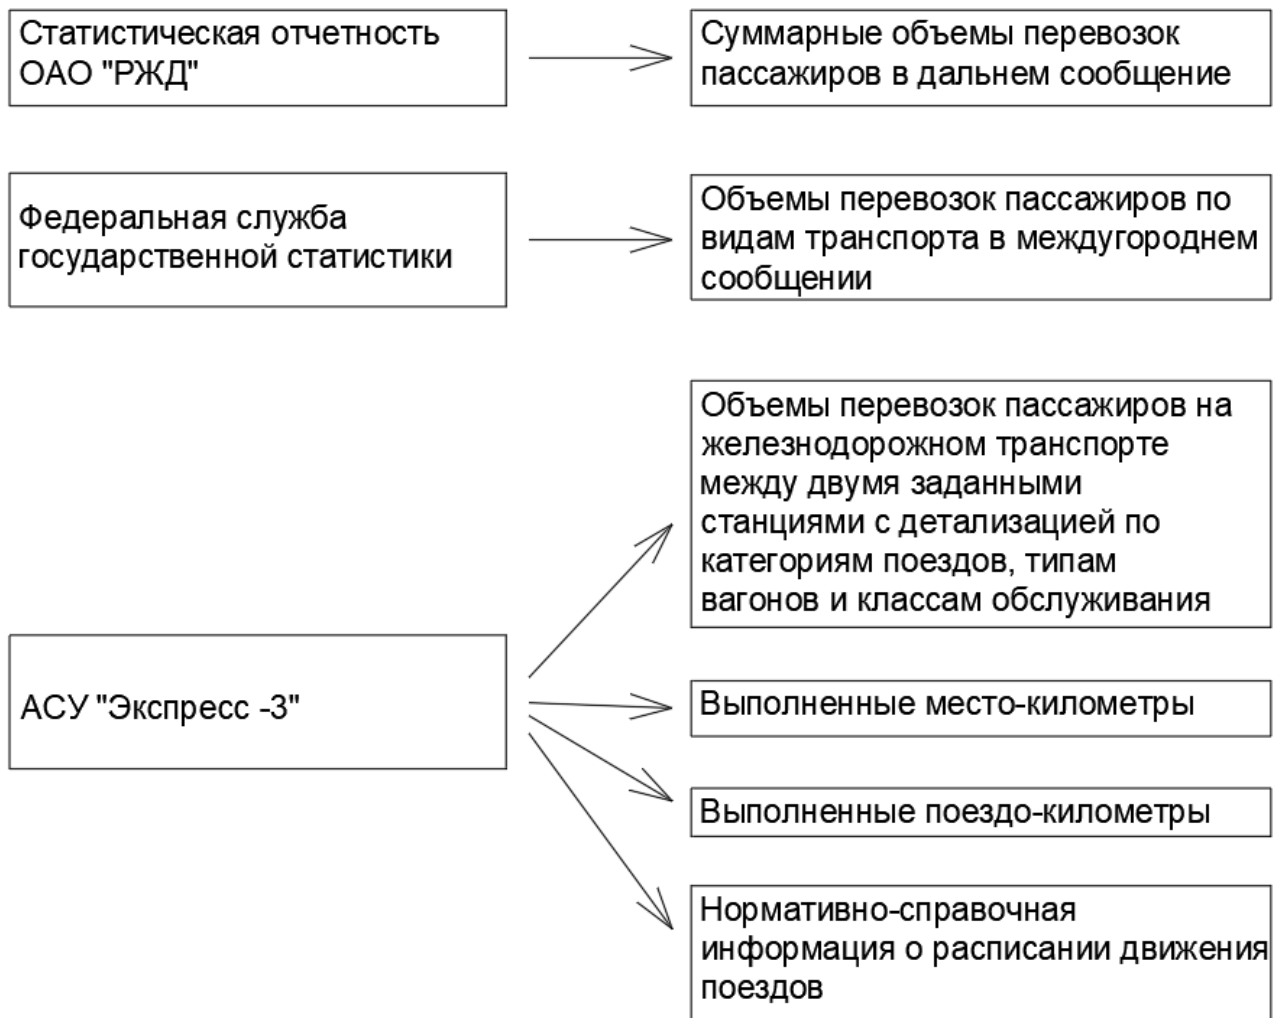 Статистическая отчетность
ОАО "РЖД"
Суммарные объемы перевозок
пассажиров в дальнем сообщение
Федеральная служба
государственной статистики
Объемы перевозок пассажиров по
видам транспорта в междугороднем
сообщении
АСУ "Экспресс -3"
Объемы перевозок пассажиров на
железнодорожном транспорте
между двумя заданными
станциями с детализацией по
категориям поездов, типам
вагонов и классам обслуживания
Выполненные место-километры
Выполненные поездо-километры
Нормативно-справочная
информация о расписании движения
поездов